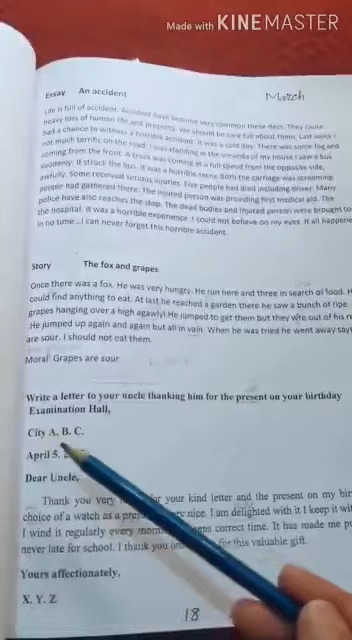 Made with KINEMASTER
March
Essay An accident
Life is full of accident. Accident have become very common these days. They cause
heavy loss of human life and property. We should be care full about them. Last week I
had a chance to witness a horrible accident. It was a cold day. There was some fog and
not much terrific on the road. I was standing in the veranda of my house I saw a bus
coming from the front. A truck was coming at a full speed from the opposite side,
suddenly. It struck the bus. It was a horrible Both the carriage was screaming
awfully. Some received serious injuries. Five people had died including driver. Many
people had gathered there. The injured person was providing first medical aid. The
police have also reaches the stop. The dead bodies and injured person were brought to
the hospital. It was a horrible experience. I could not behave on my eyes. It all happene
in no time ...I can never forget this horrible accident.
Story The fox and grapes
Once there was a fox. He was very hungry. He run here and three in search of food. H
could find anything to eat. At last he reached a garden there he saw a bunch of ripe
grapes hanging over a high He jumped to get them but they wre out of his re
.He jumped up again and again but all in vain. When he was tried he went away say
are sour. I should not eat them.
Moral: Grapes are sour
Write a letter to your uncle thanking him for the present on your birthday
Examination Hall,
City A. B. C.
April 5,
Dear Uncle,
Thank you very for your kind letter and the present on my bir
choice of a watch as a nice. I am delighted with it I keep it wi
I wind it regularly every correct time. It has made me pu
never late for school. I thank you for this valuable gift.
Yours affectionately,
X. Y. Z
18